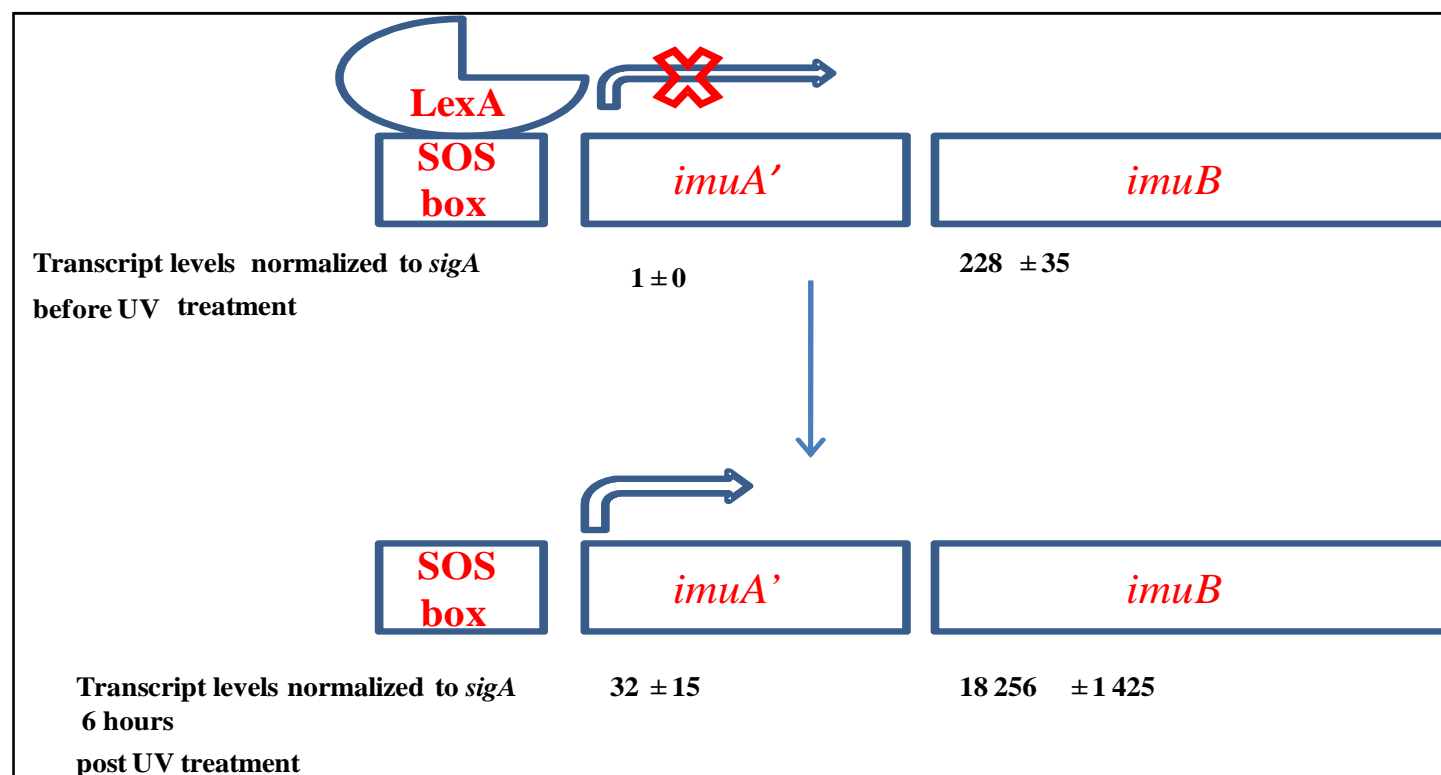 LexA
SOS
box
imuA′
imuB
Transcript levels normalized to sigA
before UV treatment
1 ± 0
228 ± 35
SOS
box
imuA’
imuB
Transcript levels normalized to sigA
6 hours
post UV treatment
32 ± 15
18 256 ± 1 425